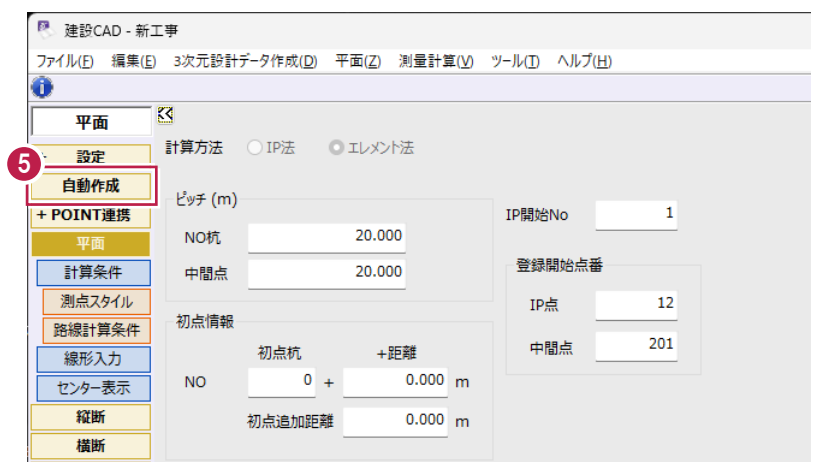 建設CAD - 新工事
ファイル(F) 編集(E) 3次元設計データ作成(D) 平面(Z) 測量計算(V) ツール(T) ヘルプ(H)
平面
設定
5
自動作成
+ POINT連携
平面
計算条件
測点スタイル
路線計算条件
線形入力
センター表示
縦断
横断
計算方法 IP法 エレメント法
ピッチ (m)
NO杭 20.000
中間点 20.000
初点情報
初点杭 +距離
NO 0 + 0.000 m
初点追加距離 0.000 m
IP開始No 1
登録開始点番
IP点 12
中間点 201